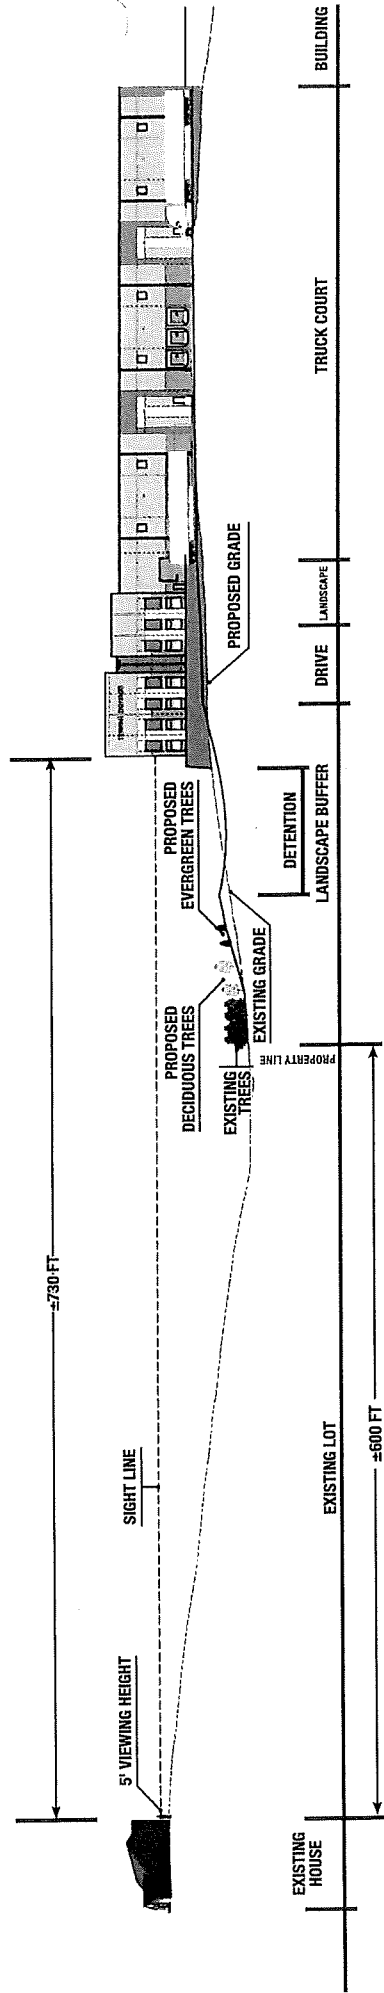 ±730 FT
5' VIEWING HEIGHT
SIGHT LINE
PROPOSED
DECIDUOUS TREES
PROPOSED
EVERGREEN TREES
EXISTING
TREES
EXISTING GRADE
PROPOSED GRADE
PROPERTY LINE
DETENTION
EXISTING
HOUSE
EXISTING LOT
LANDSCAPE BUFFER
DRIVE
LANDSCAPE
TRUCK COURT
BUILDING
±600 FT